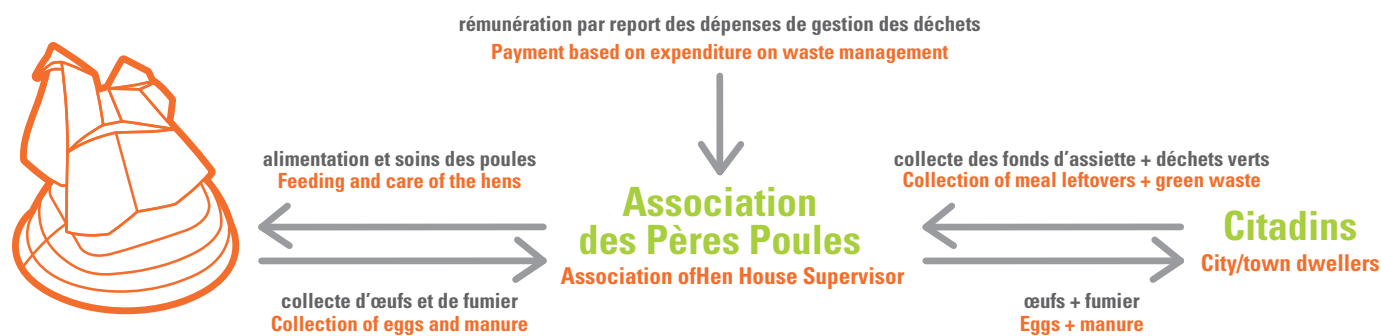 rémunération par report des dépenses de gestion des déchets
Payment based on expenditure on waste management
alimentation et soins des poules
Feeding and care of the hens
collecte des fonds d'assiette + déchets verts
Collection of meal leftovers + green waste
Association
des Pères Poules
Association ofHen House Supervisor
Citadins
City/town dwellers
collecte d'œufs et de fumier
Collection of eggs and manure
œufs + fumier
Eggs + manure